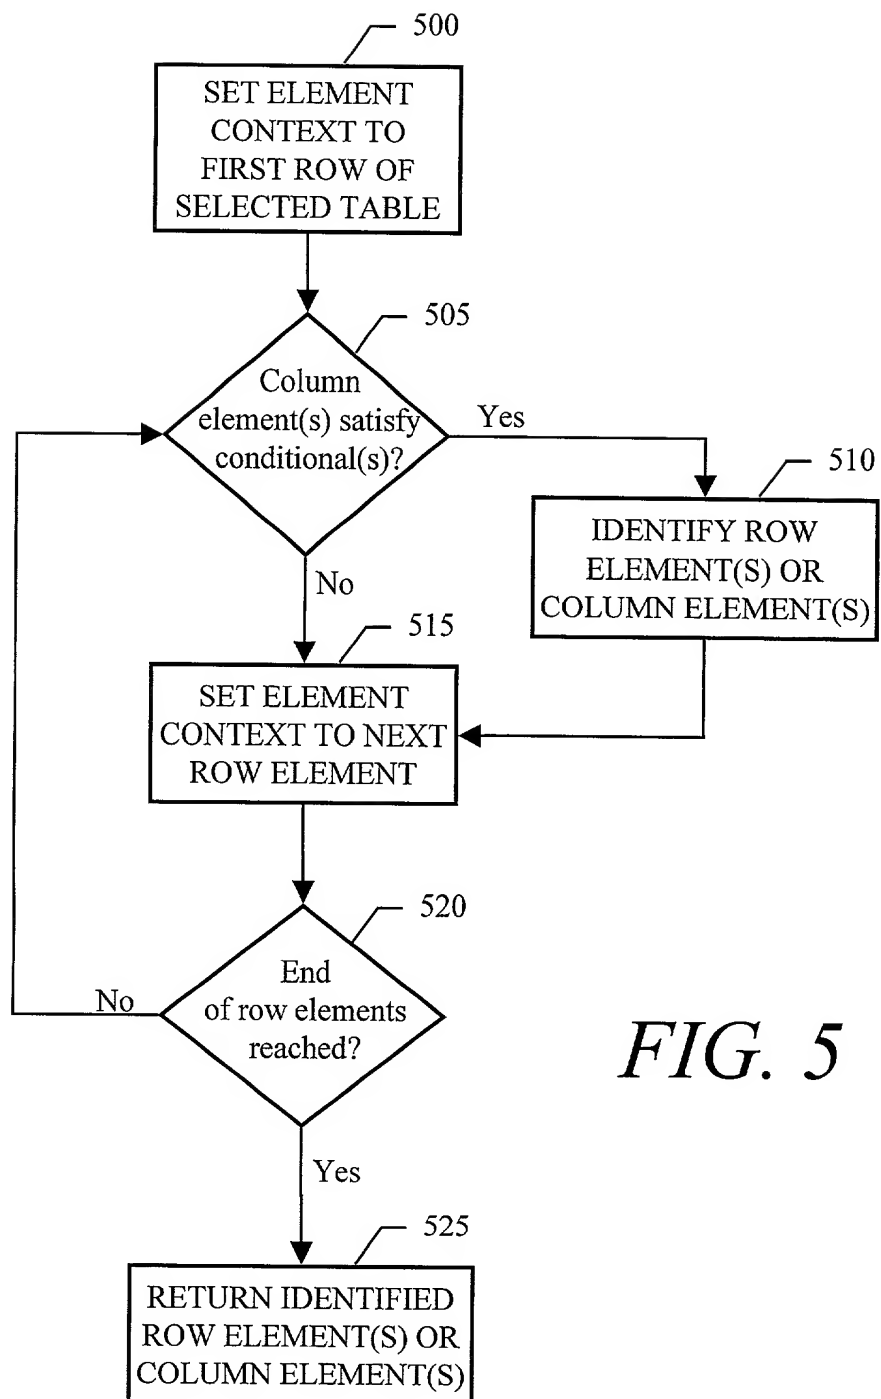 500
SET ELEMENT
CONTEXT TO
FIRST ROW OF
SELECTED TABLE
505
Column
element(s) satisfy
conditional(s)?
Yes
510
IDENTIFY ROW
ELEMENT(S) OR
COLUMN ELEMENT(S)
No
515
SET ELEMENT
CONTEXT TO NEXT
ROW ELEMENT
520
End
of row elements
reached?
No
FIG. 5
Yes
525
RETURN IDENTIFIED
ROW ELEMENT(S) OR
COLUMN ELEMENT(S)